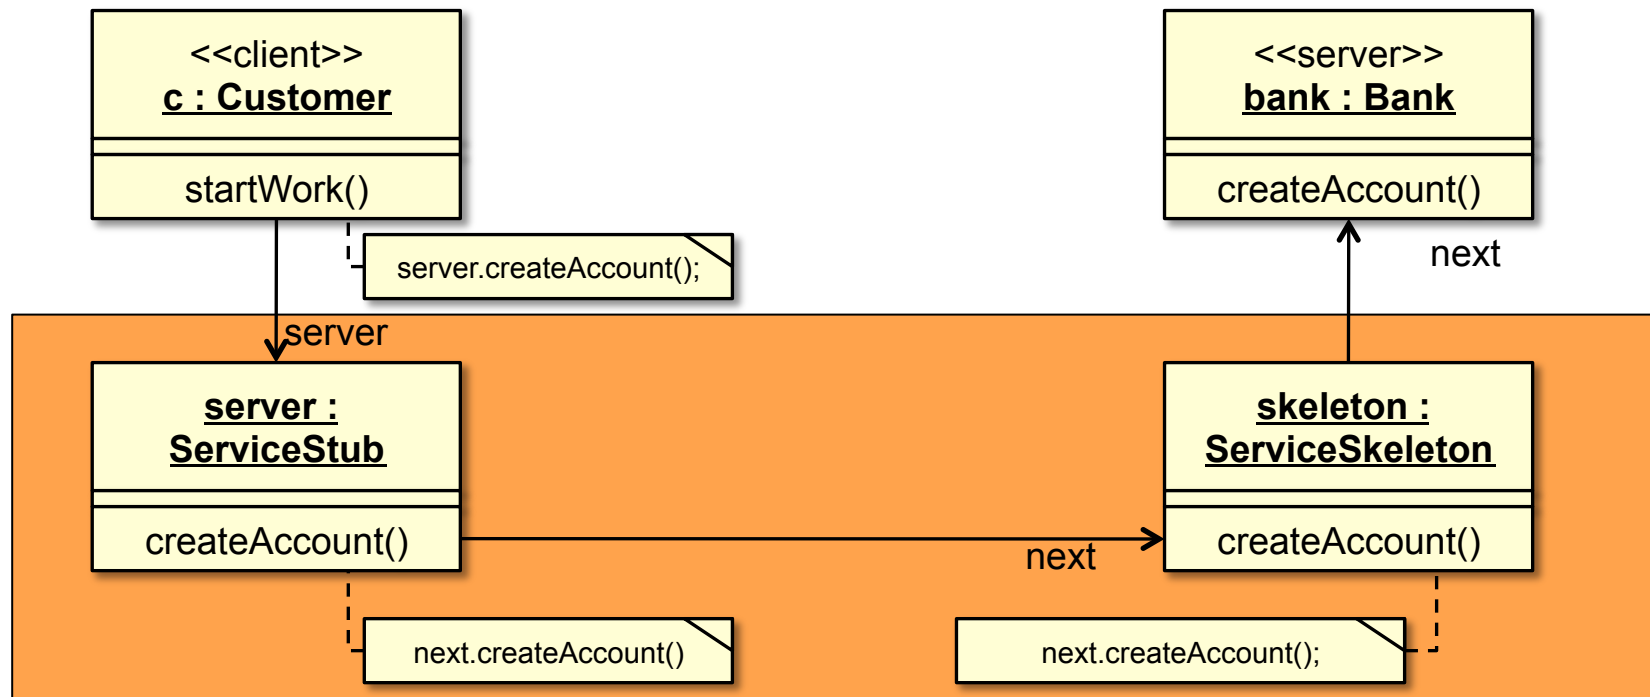 <<client>>
c : Customer
startWork()
server.createAccount();
<<server>>
bank : Bank
createAccount()
next
server
server :
ServiceStub
createAccount()
next.createAccount()
next
skeleton :
ServiceSkeleton
createAccount()
next.createAccount();